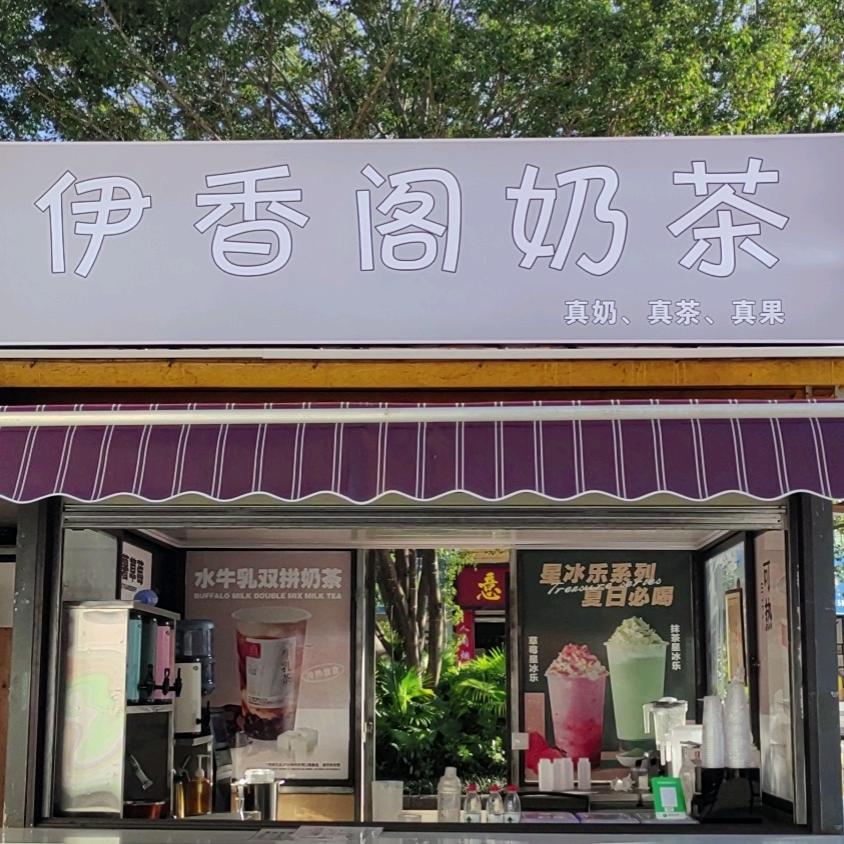 伊香阁奶茶
真奶、真茶、真果
水牛乳双拼奶茶
BUFFALO MILK DOUBLE MIX MILK TEA
星冰乐系列
夏日必喝
草莓星冰乐
抹茶星冰乐
意